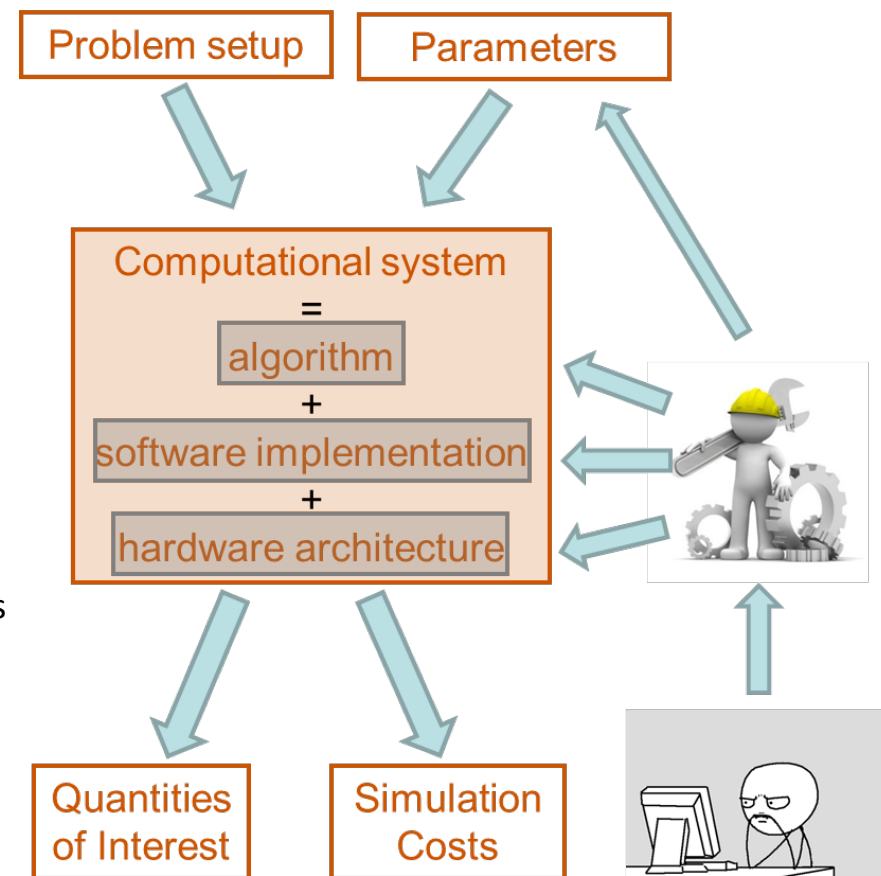 Problem setup
Parameters
Computational system
=
algorithm
+
software implementation
+
hardware architecture
s
Quantities
of Interest
Simulation
Costs